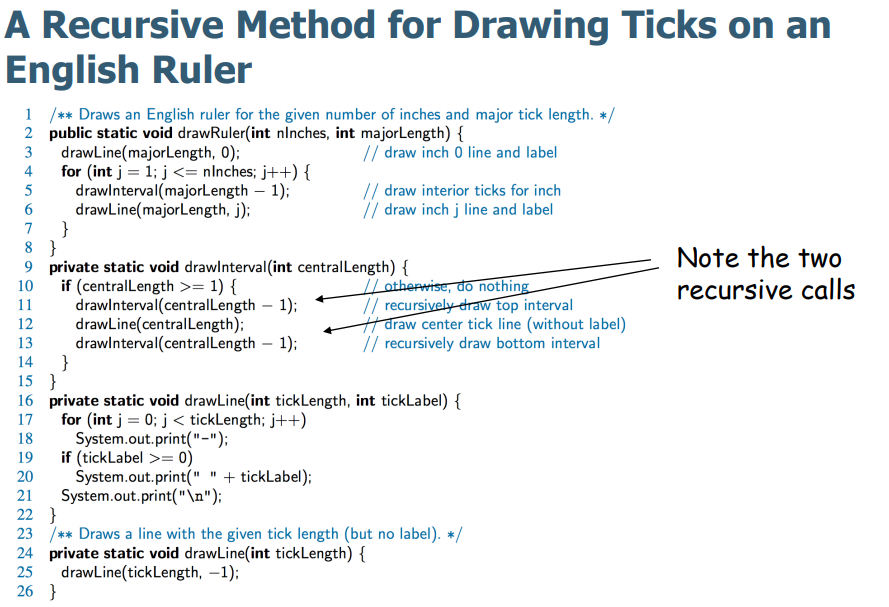 A Recursive Method for Drawing Ticks on an
English Ruler
1 /** Draws an English ruler for the given number of inches and major tick length. */
2 public static void drawRuler(int nInches, int majorLength) {
3 drawLine(majorLength, 0); // draw inch 0 line and label
4 for (int j = 1; j <= nInches; j++) {
5 drawInterval(majorLength − 1); // draw interior ticks for inch
6 drawLine(majorLength, j); // draw inch j line and label
7 }
8 }
9 private static void drawInterval(int centralLength) {
10 if (centralLength >= 1) { // otherwise, do nothing
11 drawInterval(centralLength − 1); // recursively draw top interval
12 drawLine(centralLength); // draw center tick line (without label)
13 drawInterval(centralLength − 1); // recursively draw bottom interval
14 }
15 }
16 private static void drawLine(int tickLength, int tickLabel) {
17 for (int j = 0; j < tickLength; j++)
18 System.out.print("-");
19 if (tickLabel >= 0)
20 System.out.print(" " + tickLabel);
21 System.out.print("\n");
22 }
23 /** Draws a line with the given tick length (but no label). */
24 private static void drawLine(int tickLength) {
25 drawLine(tickLength, −1);
26 }
Note the two
recursive calls